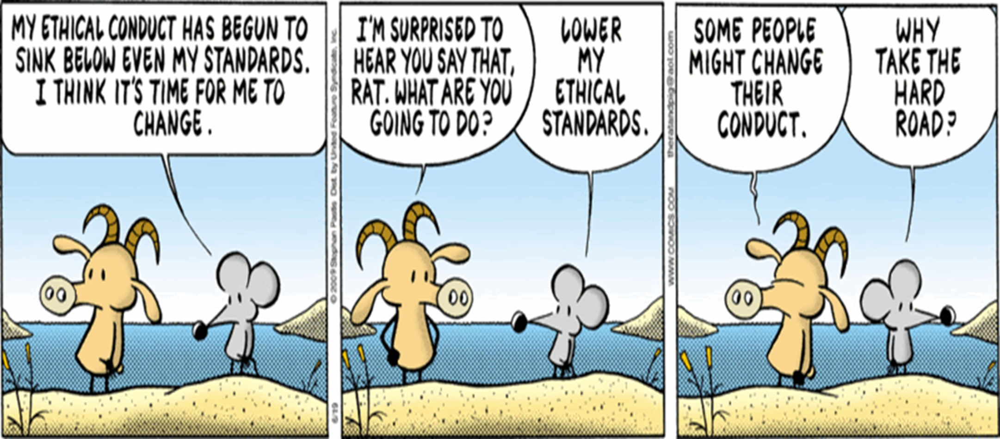 MY ETHICAL CONDUCT HAS BEGUN TO
SINK BELOW EVEN MY STANDARDS.
I THINK IT'S TIME FOR ME TO
CHANGE.
© 2009 Stephan Pastis Dist. by United Feature Syndicate, Inc.
6/19
I'M SURPRISED TO
HEAR YOU SAY THAT,
RAT. WHAT ARE YOU
GOING TO DO?
LOWER
MY
ETHICAL
STANDARDS.
theratandpig@aol.com
WWW.COMICS.COM
SOME PEOPLE
MIGHT CHANGE
THEIR
CONDUCT.
WHY
TAKE THE
HARD
ROAD?